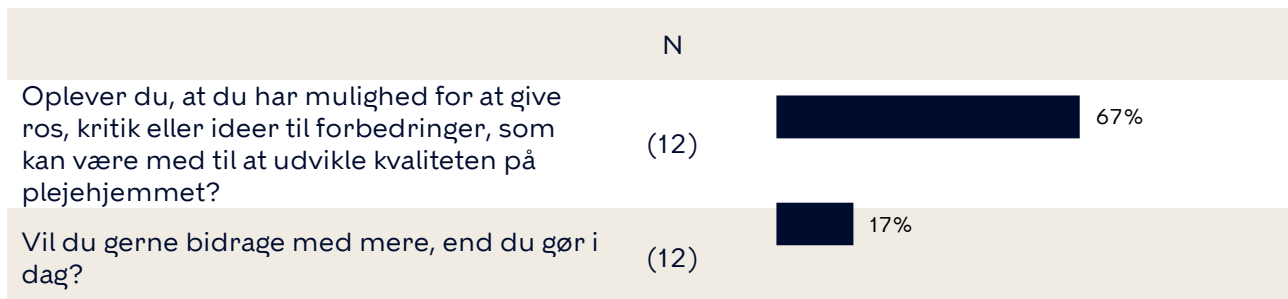 N
Oplever du, at du har mulighed for at give
ros, kritik eller ideer til forbedringer, som
kan være med til at udvikle kvaliteten på
plejehjemmet?
(12)
67%
Vil du gerne bidrage med mere, end du gør i
dag?
(12)
17%